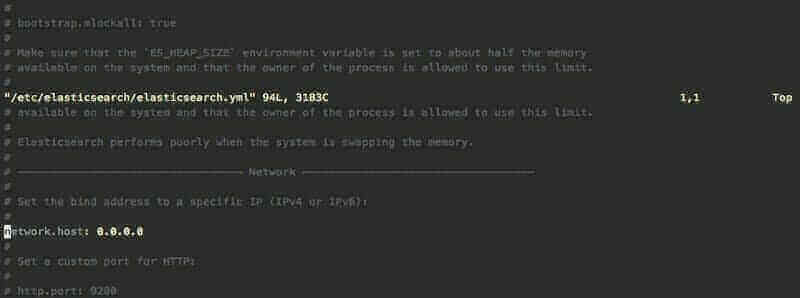 #
# bootstrap.mlockall: true
#
# Make sure that the `ES_HEAP_SIZE` environment variable is set to about half the memory
# available on the system and that the owner of the process is allowed to use this limit.
#
"/etc/elasticsearch/elasticsearch.yml" 94L, 3183C 1,1 Top
# available on the system and that the owner of the process is allowed to use this limit.
#
# Elasticsearch performs poorly when the system is swapping the memory.
#
# ---------------------------------- Network -----------------------------------
#
# Set the bind address to a specific IP (IPv4 or IPv6):
#
network.host: 0.0.0.0
#
# Set a custom port for HTTP:
#
# http.port: 9200